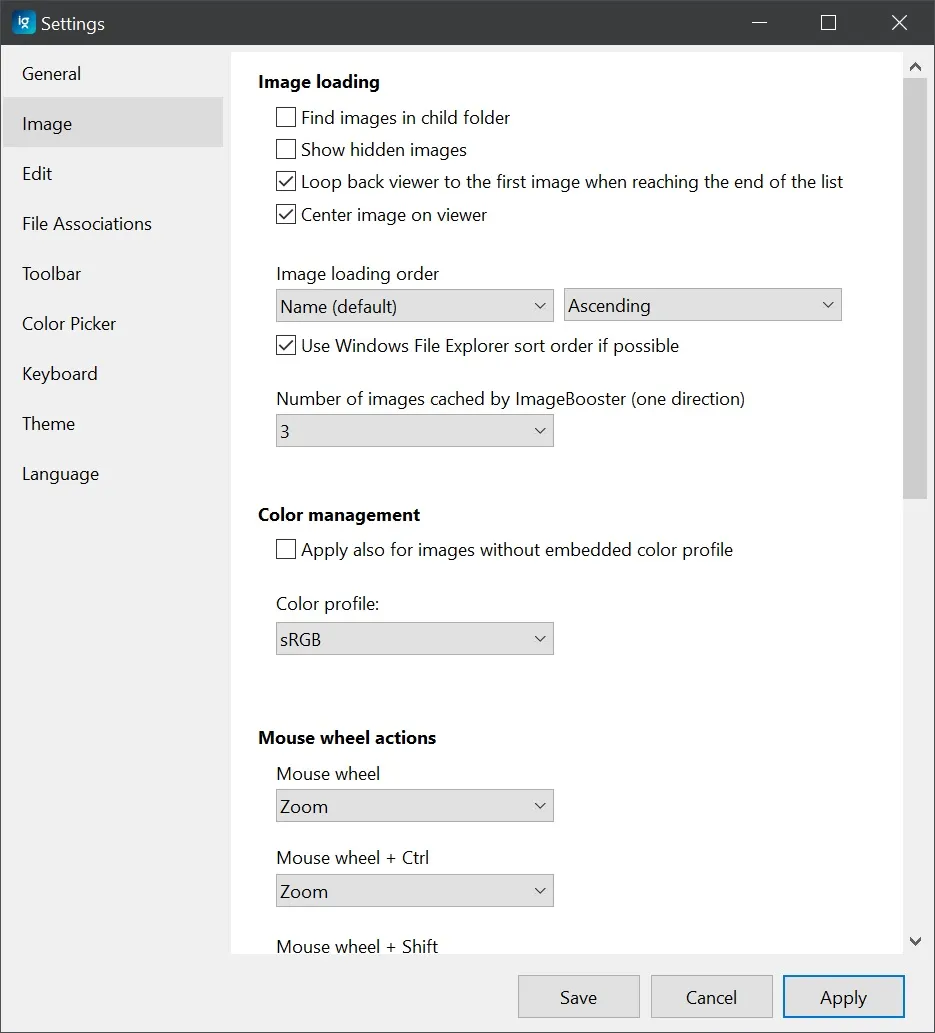 ig Settings
General
Image
Edit
File Associations
Toolbar
Color Picker
Keyboard
Theme
Language
Image loading
Find images in child folder
Show hidden images
Loop back viewer to the first image when reaching the end of the list
Center image on viewer
Image loading order
Name (default) Ascending
Use Windows File Explorer sort order if possible
Number of images cached by ImageBooster (one direction)
3
Color management
Apply also for images without embedded color profile
Color profile:
sRGB
Mouse wheel actions
Mouse wheel
Zoom
Mouse wheel + Ctrl
Zoom
Mouse wheel + Shift
Save Cancel Apply